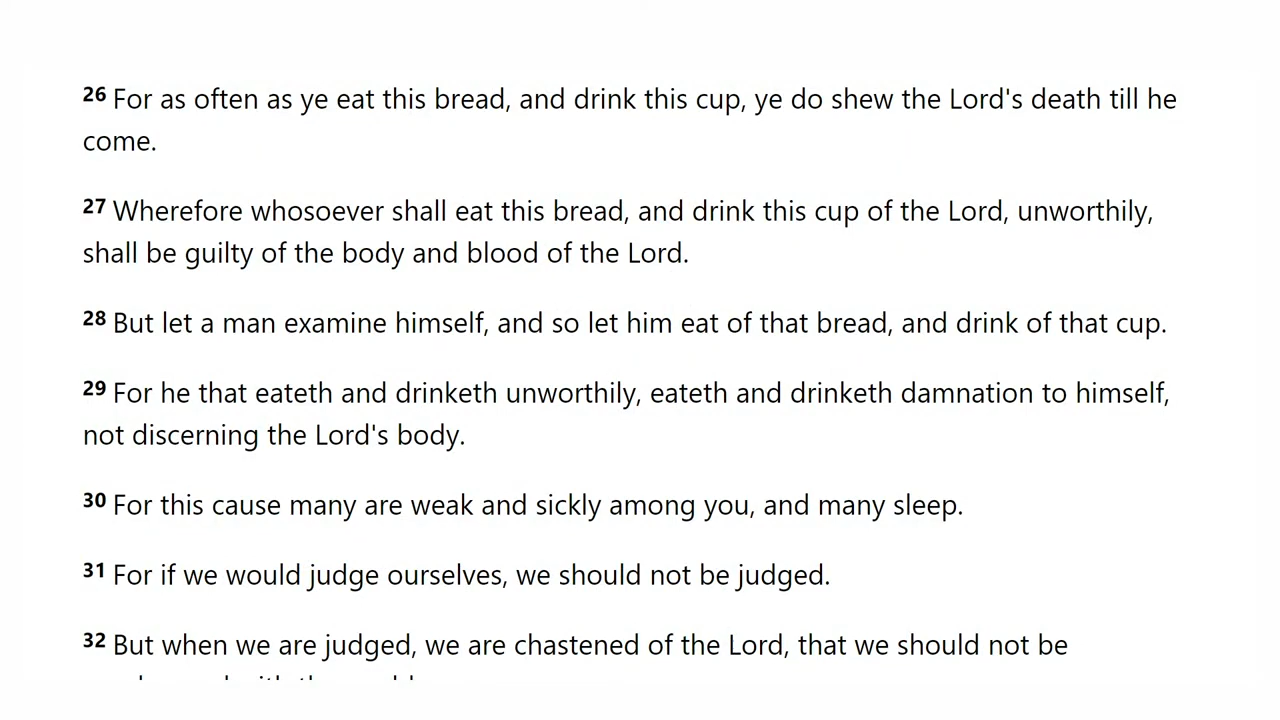 26 For as often as ye eat this bread, and drink this cup, ye do shew the Lord's death till he
come.
27 Wherefore whosoever shall eat this bread, and drink this cup of the Lord, unworthily,
shall be guilty of the body and blood of the Lord.
28 But let a man examine himself, and so let him eat of that bread, and drink of that cup.
29 For he that eateth and drinketh unworthily, eateth and drinketh damnation to himself,
not discerning the Lord's body.
30 For this cause many are weak and sickly among you, and many sleep.
31 For if we would judge ourselves, we should not be judged.
32 But when we are judged, we are chastened of the Lord, that we should not be